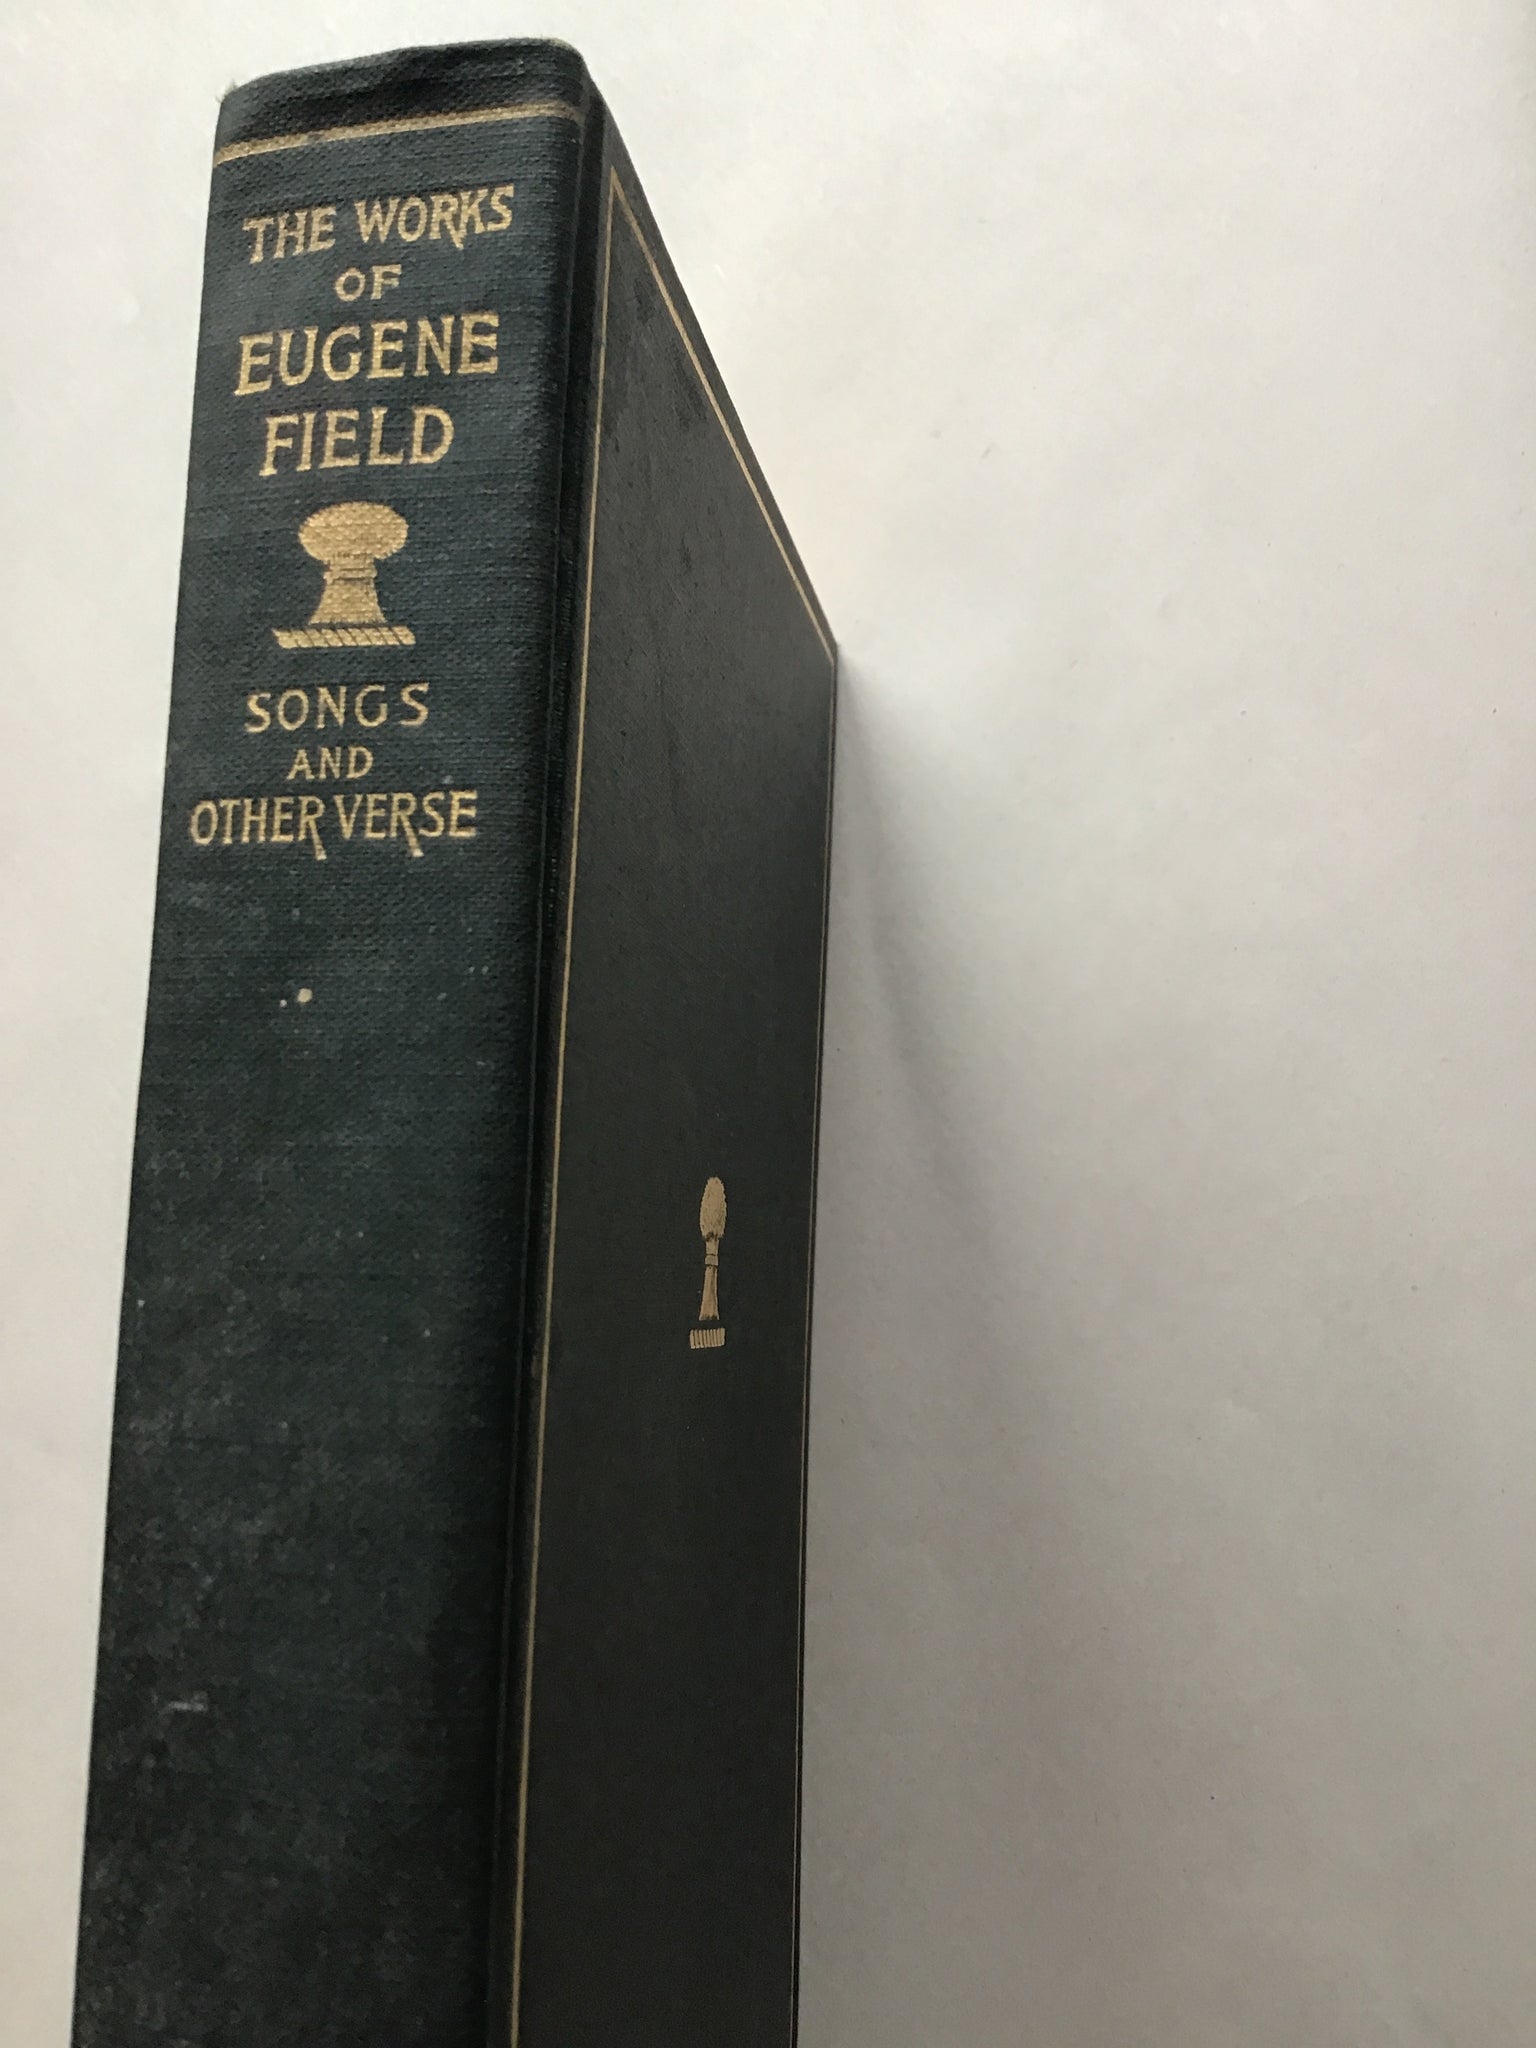 THE WORKS
OF
EUGENE
FIELD
SONGS
AND
OTHER VERSE